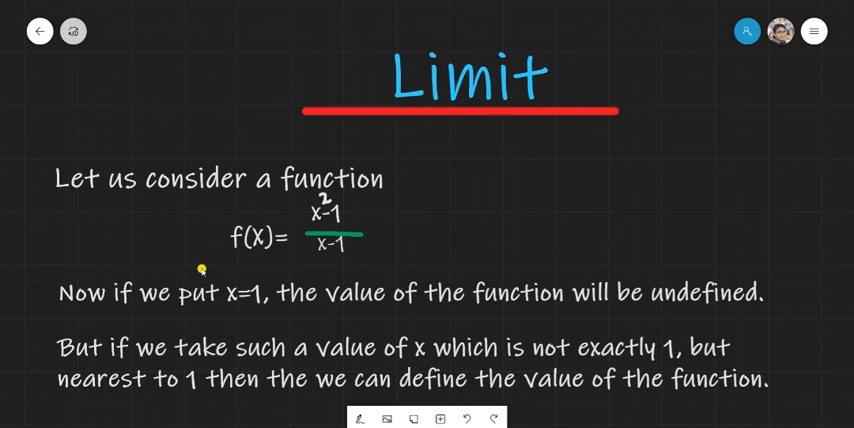 Limit
Let us consider a function
f(x)= x²-1
x-1
Now if we put x=1, the value of the function will be undefined.
But if we take such a value of x which is not exactly 1, but
nearest to 1 then the we can define the value of the function.